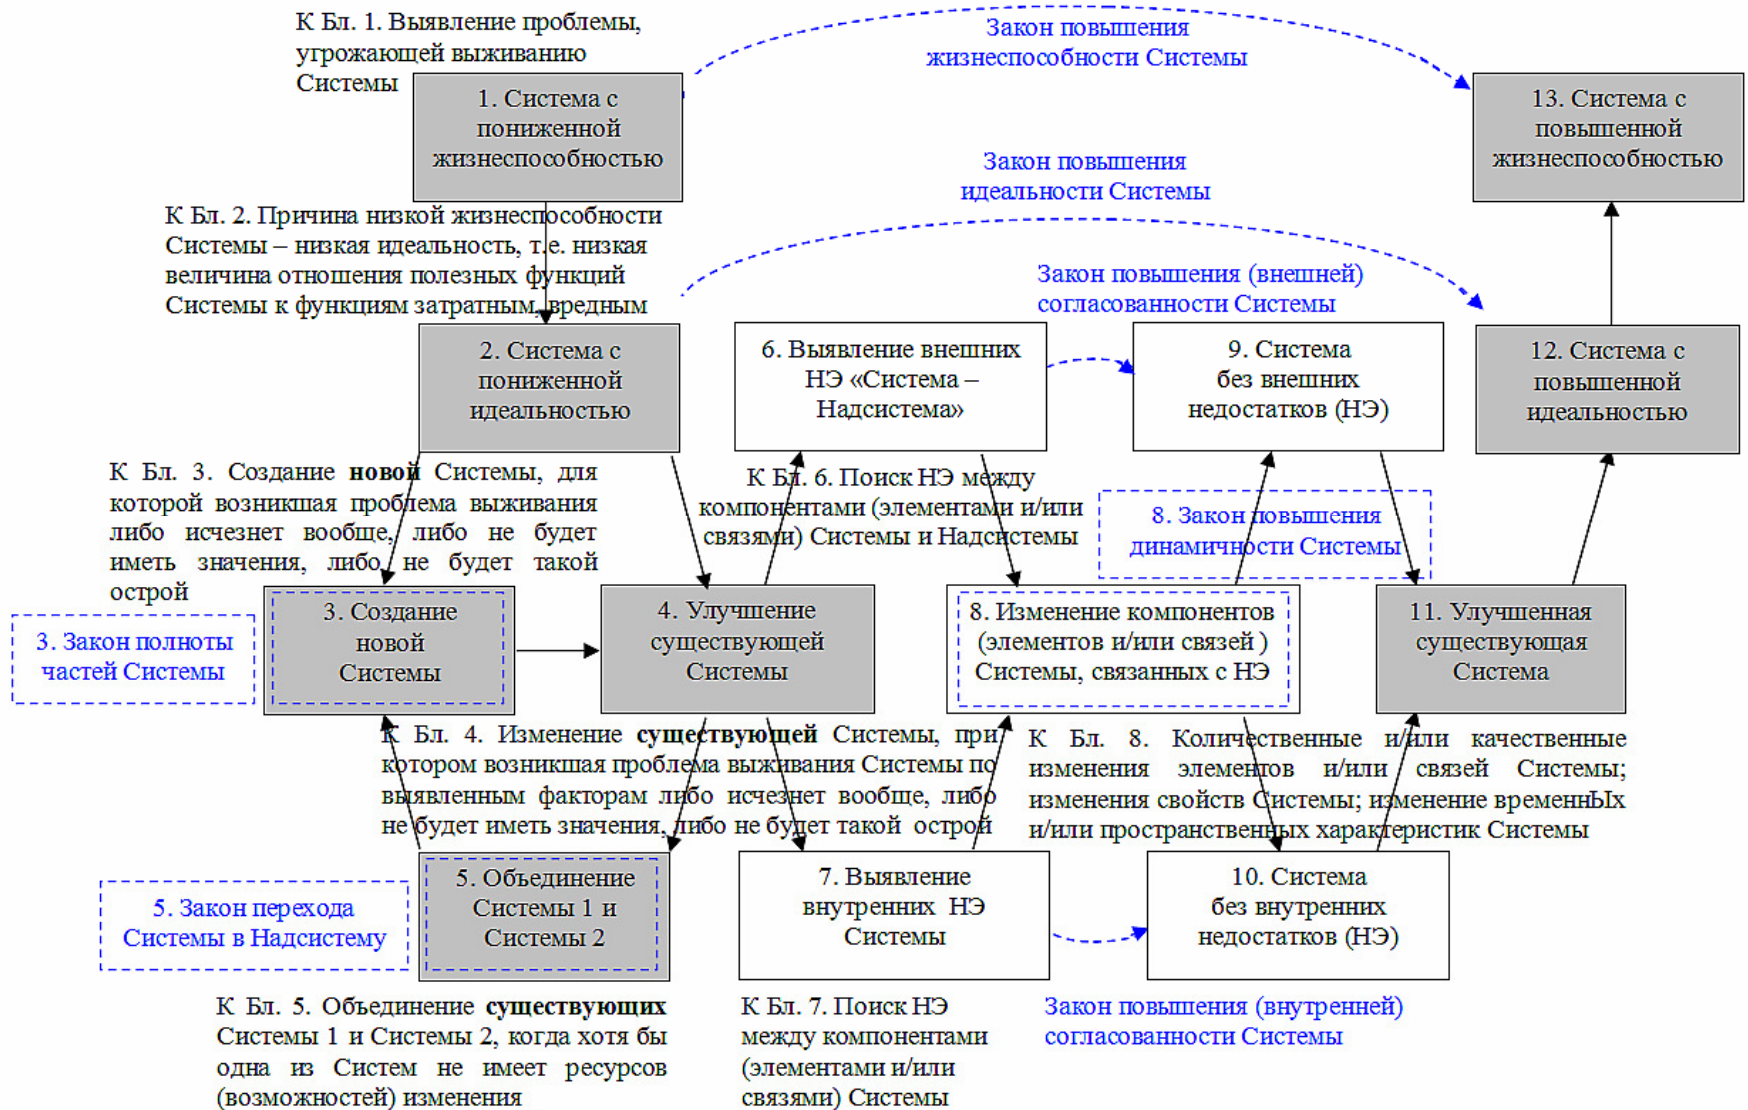 К Бл. 1. Выявление проблемы,
угрожающей выживанию
Системы
Закон повышения
жизнеспособности Системы
1. Система с
пониженной
жизнеспособностью
13. Система с
повышенной
жизнеспособностью
Закон повышения
идеальности Системы
К Бл. 2. Причина низкой жизнеспособности
Системы – низкая идеальность, т.е. низкая
величина отношения полезных функций
Системы к функциям затратным, вредным
Закон повышения (внешней)
согласованности Системы
2. Система с
пониженной
идеальностью
6. Выявление внешних
НЭ «Система –
Надсистема»
9. Система
без внешних
недостатков (НЭ)
12. Система с
повышенной
идеальностью
К Бл. 3. Создание новой Системы, для
которой возникшая проблема выживания
либо исчезнет вообще, либо не будет
иметь значения, либо не будет такой
острой
К Бл. 6. Поиск НЭ между
компонентами (элементами и/или
связями) Системы и Надсистемы
8. Закон повышения
динамичности Системы
3. Закон полноты
частей Системы
3. Создание
новой
Системы
4. Улучшение
существующей
Системы
8. Изменение компонентов
(элементов и/или связей )
Системы, связанных с НЭ
11. Улучшенная
существующая
Система
К Бл. 4. Изменение существующей Системы, при
котором возникшая проблема выживания Системы по
выявленным факторам либо исчезнет вообще, либо
не будет иметь значения, либо не будет такой острой
К Бл. 8. Количественные и/или качественные
изменения элементов и/или связей Системы;
изменения свойств Системы; изменение временнЫх
и/или пространственных характеристик Системы
5. Закон перехода
Системы в Надсистему
5. Объединение
Системы 1 и
Системы 2
7. Выявление
внутренних НЭ
Системы
10. Система
без внутренних
недостатков (НЭ)
К Бл. 5. Объединение существующих
Системы 1 и Системы 2, когда хотя бы
одна из Систем не имеет ресурсов
(возможностей) изменения
К Бл. 7. Поиск НЭ
между компонентами
(элементами и/или
связями) Системы
Закон повышения (внутренней)
согласованности Системы